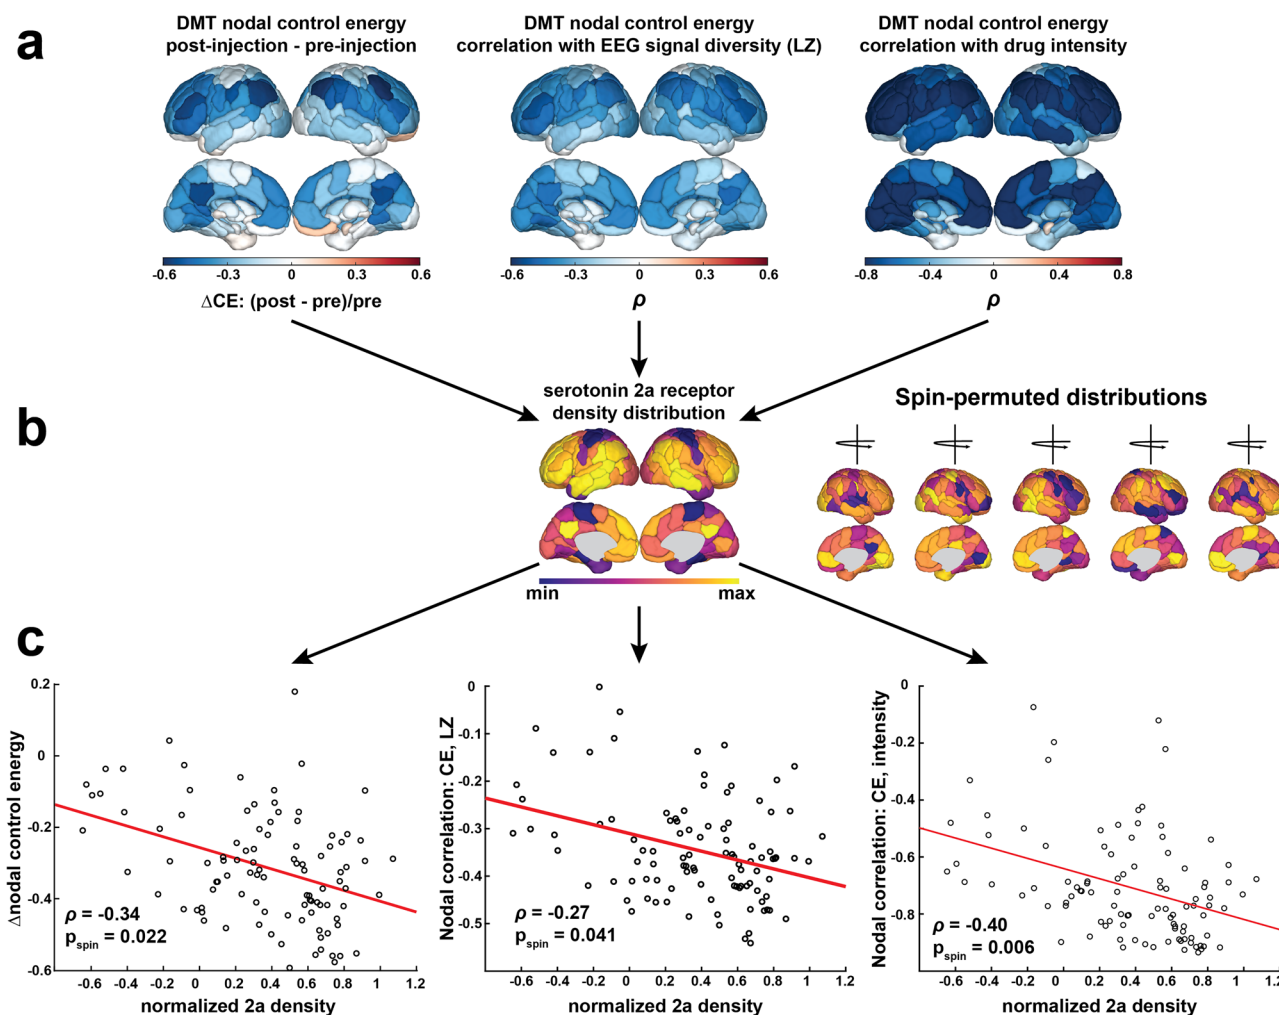 a
DMT nodal control energy
post-injection - pre-injection
DMT nodal control energy
correlation with EEG signal diversity (LZ)
DMT nodal control energy
correlation with drug intensity
-0.6 -0.3 0 0.3 0.6
ΔCE: (post - pre)/pre
-0.6 -0.3 0 0.3 0.6
ρ
-0.8 -0.4 0 0.4 0.8
ρ
b
serotonin 2a receptor
density distribution
min max
Spin-permuted distributions
c
Δnodal control energy
0.2
0
-0.2
-0.4
-0.6
ρ = -0.34
pspin = 0.022
-0.6 -0.4 -0.2 0 0.2 0.4 0.6 0.8 1 1.2
normalized 2a density
Nodal correlation: CE, LZ
0
-0.1
-0.2
-0.3
-0.4
-0.5
ρ = -0.27
pspin = 0.041
-0.6 -0.4 -0.2 0 0.2 0.4 0.6 0.8 1 1.2
normalized 2a density
Nodal correlation: CE, intensity
0
-0.2
-0.4
-0.6
-0.8
ρ = -0.40
pspin = 0.006
-0.6 -0.4 -0.2 0 0.2 0.4 0.6 0.8 1 1.2
normalized 2a density